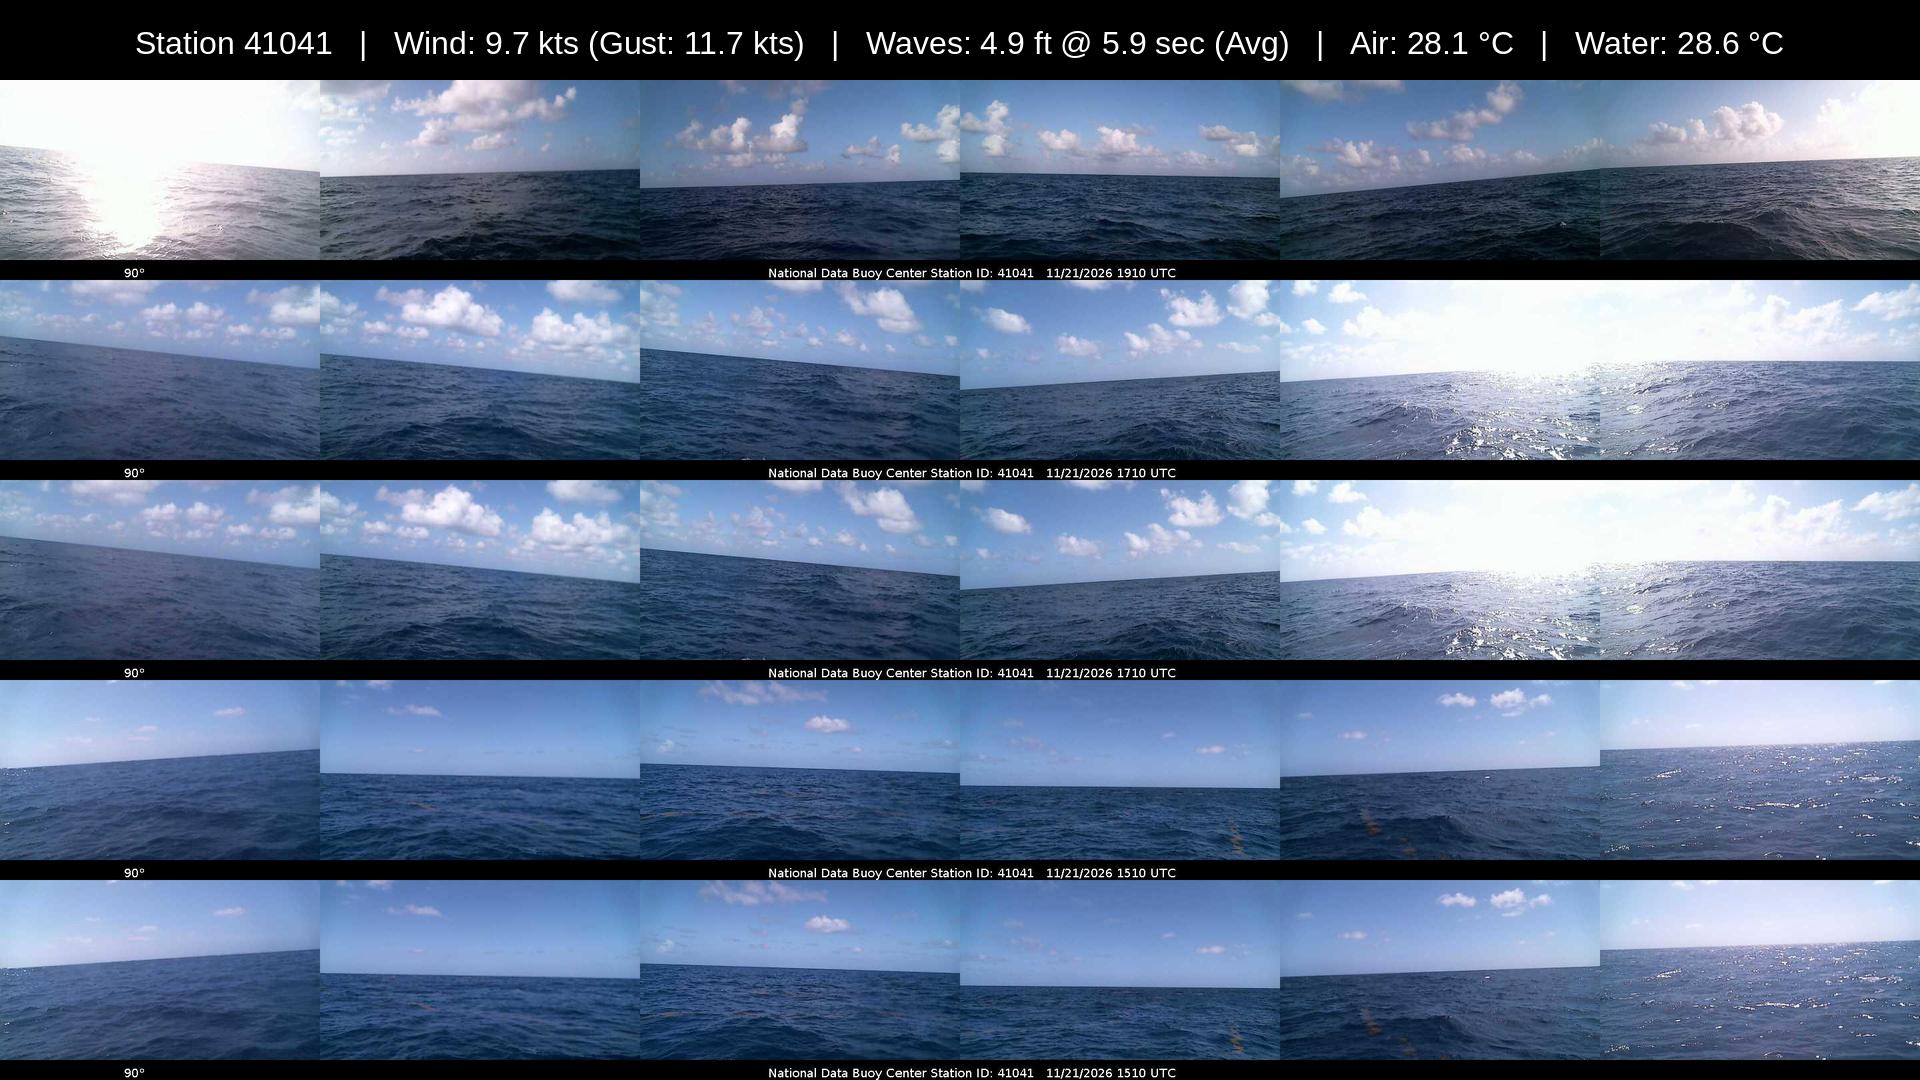 Station 41041 | Wind: 9.7 kts (Gust: 11.7 kts) | Waves: 4.9 ft @ 5.9 sec (Avg) | Air: 28.1 °C | Water: 28.6 °C
90° National Data Buoy Center Station ID: 41041 11/21/2026 1910 UTC
90° National Data Buoy Center Station ID: 41041 11/21/2026 1710 UTC
90° National Data Buoy Center Station ID: 41041 11/21/2026 1710 UTC
90° National Data Buoy Center Station ID: 41041 11/21/2026 1510 UTC
90° National Data Buoy Center Station ID: 41041 11/21/2026 1510 UTC